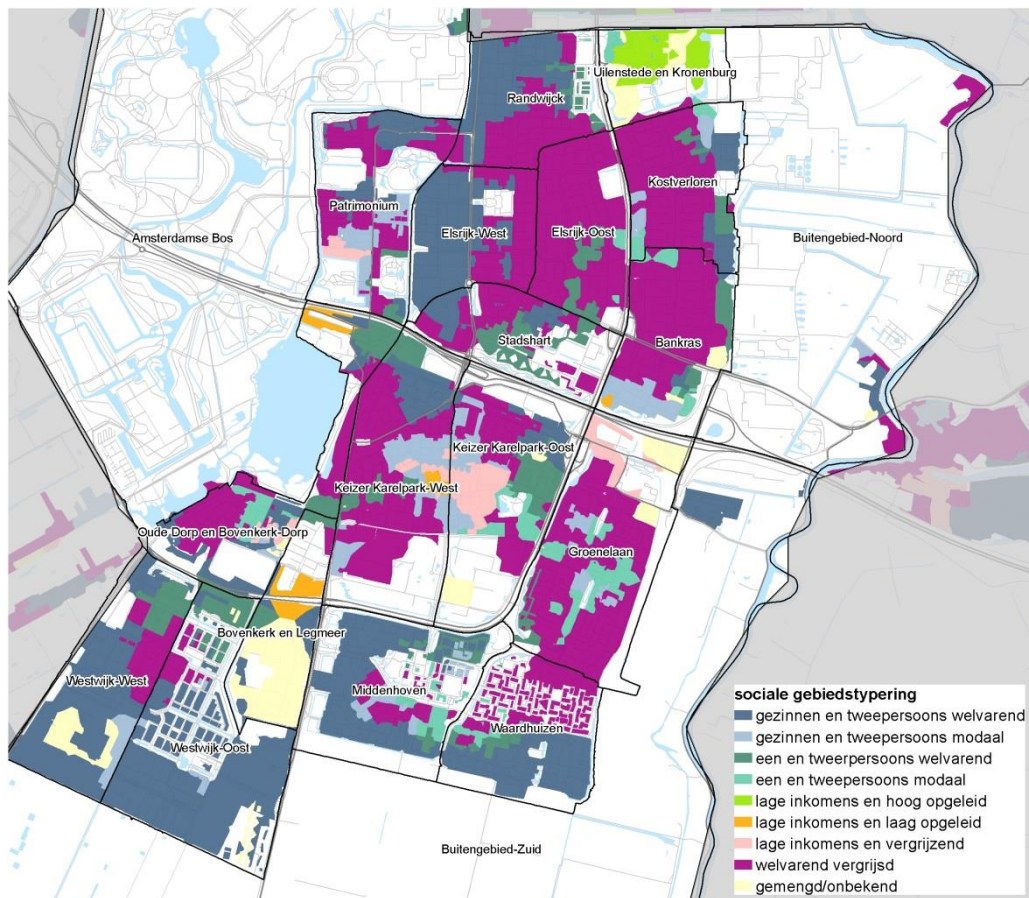 Uilenstede en Kronenburg
Randwijck
Kostverloren
Patrimonium
Elsrijk-West
Elsrijk-Oost
Amsterdamse Bos
Buitengebied-Noord
Stadshart
Bankras
Keizer Karelpark-Oost
Keizer Karelpark-West
Oude Dorp en Bovenkerk-Dorp
Groenelaan
Bovenkerk en Legmeer
Westwijk-West
Middenhoven
Waardhuizen
Westwijk-Oost
Buitengebied-Zuid
sociale gebiedstypering
gezinnen en tweepersoons welvarend
gezinnen en tweepersoons modaal
een en tweerpersoons welvarend
een en tweepersoons modaal
lage inkomens en hoog opgeleid
lage inkomens en laag opgeleid
lage inkomens en vergrijzend
welvarend vergrijsd
gemengd/onbekend